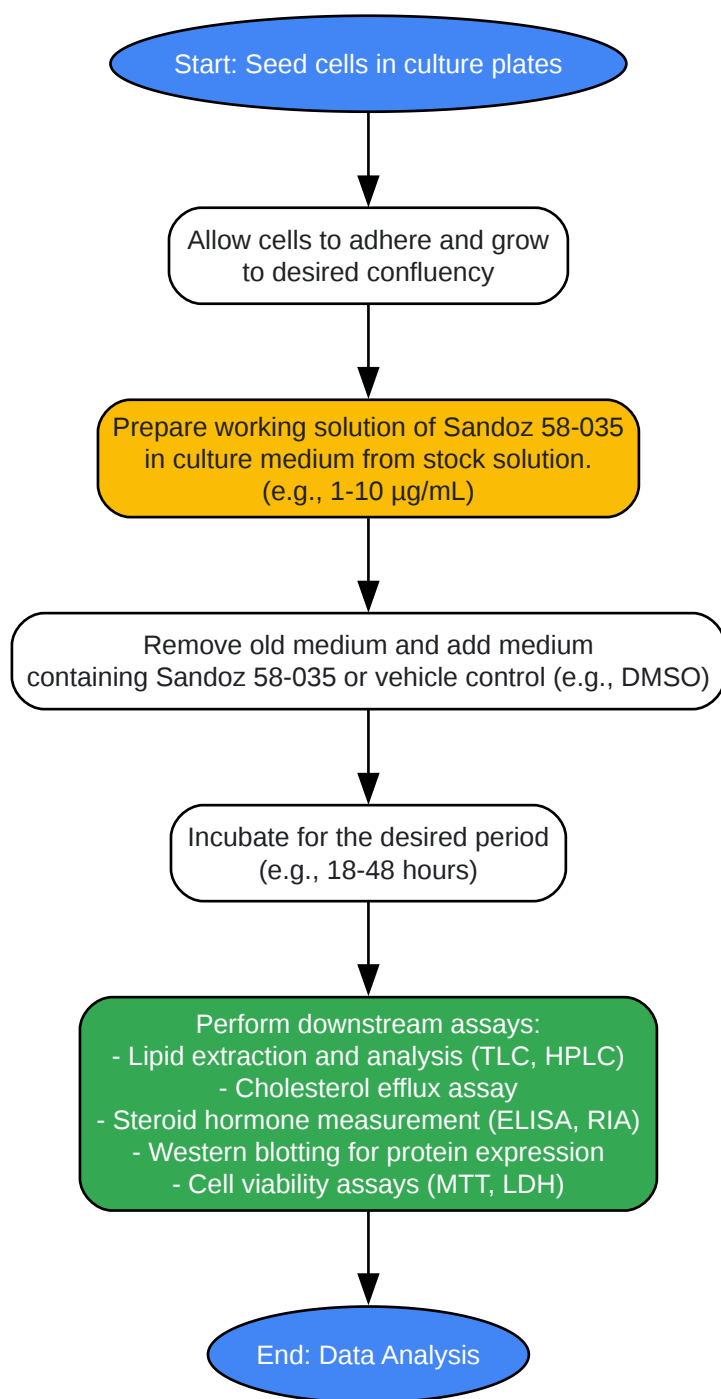 Start: Seed cells in culture plates
Allow cells to adhere and grow
to desired confluency
Prepare working solution of Sandoz 58-035
in culture medium from stock solution.
(e.g., 1-10 µg/mL)
Remove old medium and add medium
containing Sandoz 58-035 or vehicle control (e.g., DMSO)
Incubate for the desired period
(e.g., 18-48 hours)
Perform downstream assays:
- Lipid extraction and analysis (TLC, HPLC)
- Cholesterol efflux assay
- Steroid hormone measurement (ELISA, RIA)
- Western blotting for protein expression
- Cell viability assays (MTT, LDH)
End: Data Analysis